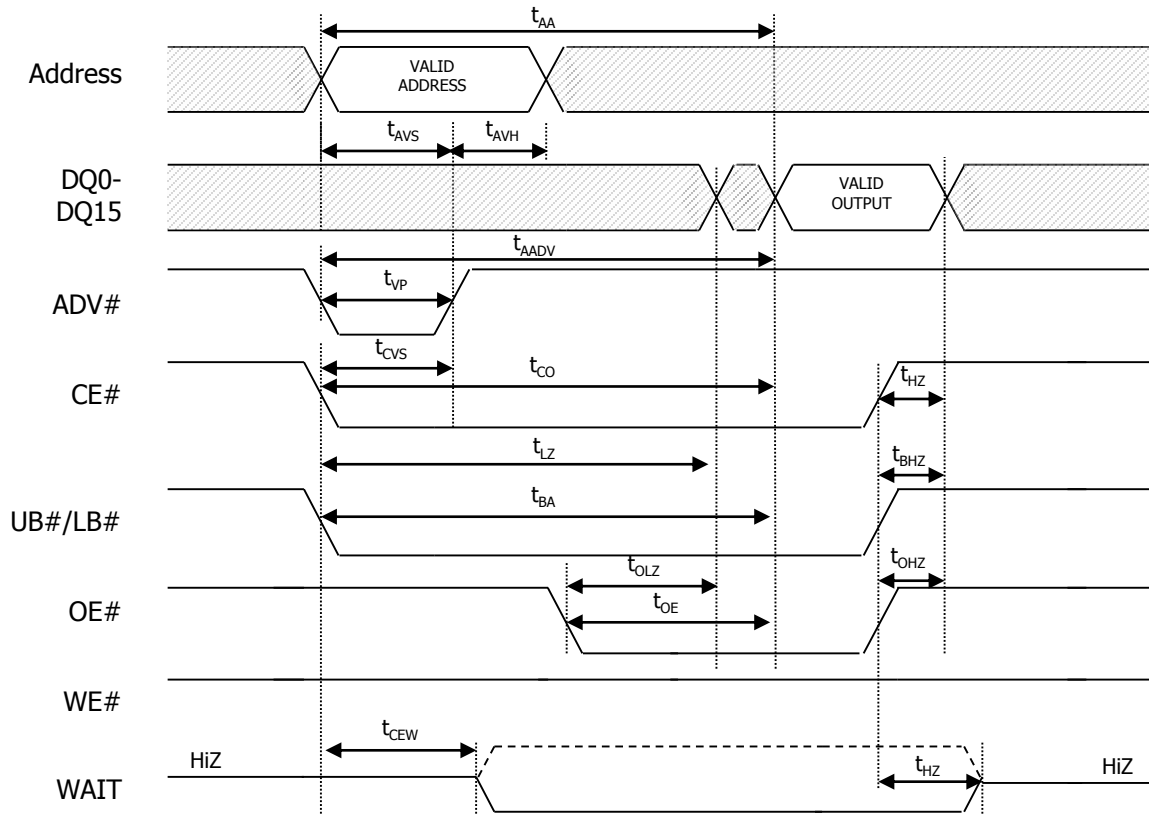 tAA
Address
VALID
ADDRESS
tAVS
tAVH
DQ0-
DQ15
VALID
OUTPUT
tAADV
ADV#
tVP
tCVS
tCO
CE#
tHZ
tLZ
tBHZ
UB#/LB#
tBA
tOLZ
tOHZ
OE#
tOE
WE#
tCEW
HiZ
HiZ
tHZ
WAIT